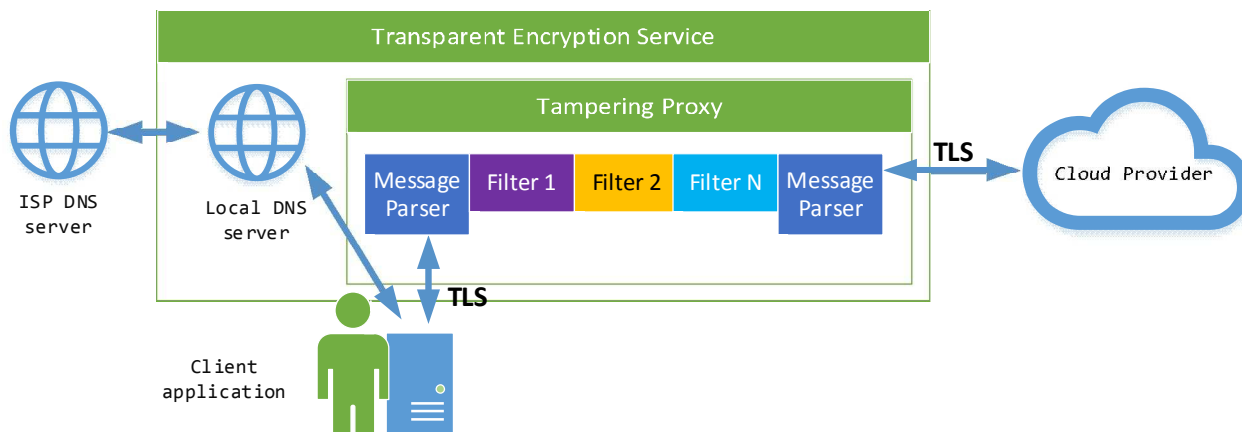 Transparent Encryption Service
Tampering Proxy
ISP DNS
server
Local DNS
server
Message
Parser
Filter 1
Filter 2
Filter N
Message
Parser
TLS
Cloud Provider
TLS
Client
application